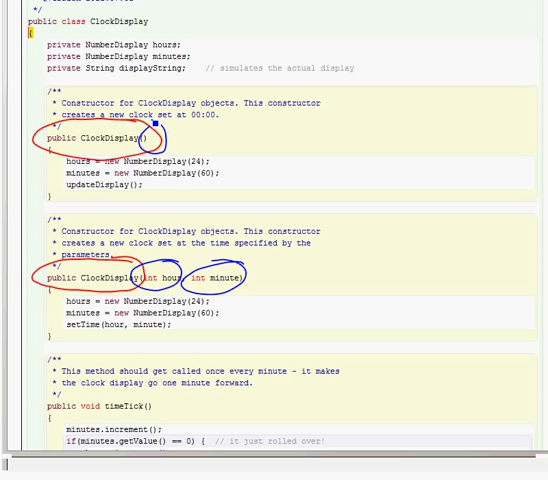 */
public class ClockDisplay
{
private NumberDisplay hours;
private NumberDisplay minutes;
private String displayString;    // simulates the actual display
/**
* Constructor for ClockDisplay objects. This constructor
* creates a new clock set at 00:00.
*/
public ClockDisplay()
{
hours = new NumberDisplay(24);
minutes = new NumberDisplay(60);
updateDisplay();
}
/**
* Constructor for ClockDisplay objects. This constructor
* creates a new clock set at the time specified by the
* parameters.
*/
public ClockDisplay(int hour, int minute)
{
hours = new NumberDisplay(24);
minutes = new NumberDisplay(60);
setTime(hour, minute);
}
/**
* This method should get called once every minute - it makes
* the clock display go one minute forward.
*/
public void timeTick()
{
minutes.increment();
if(minutes.getValue() == 0) {  // it just rolled over!